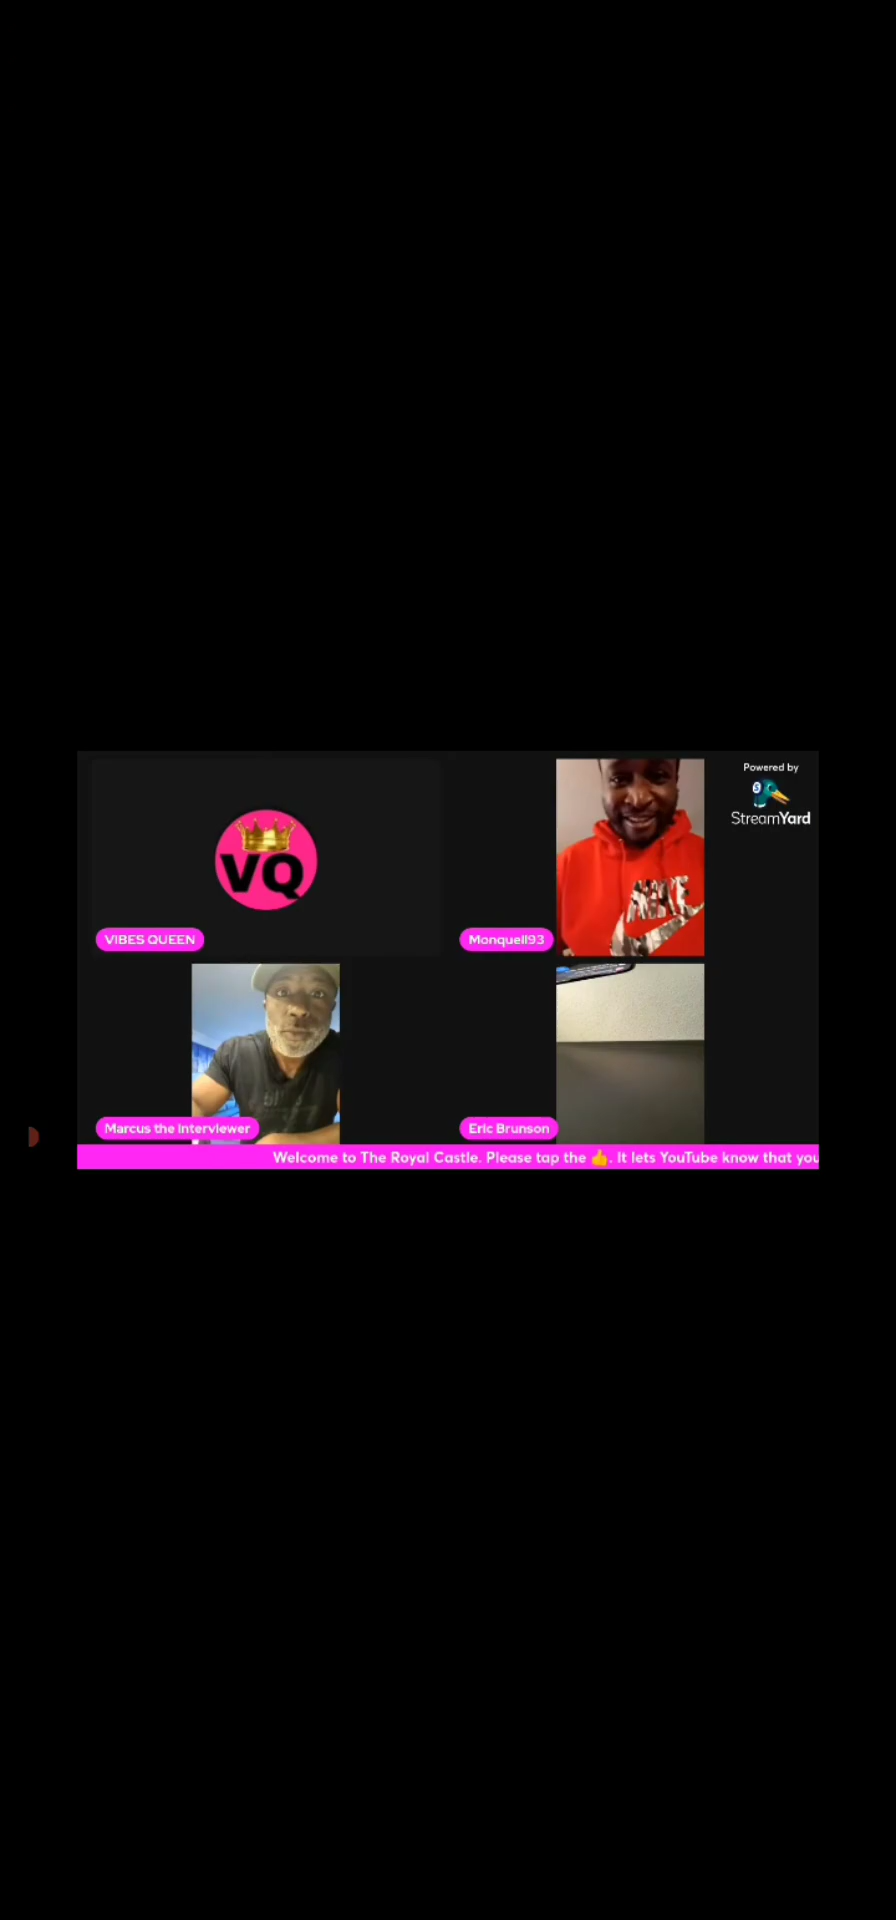 Powered by
StreamYard
VQ
VIBES QUEEN
Monquell93
NIKE
Marcus the Interviewer
Eric Brunson
Welcome to The Royal Castle. Please tap the 👍. It lets YouTube know that you